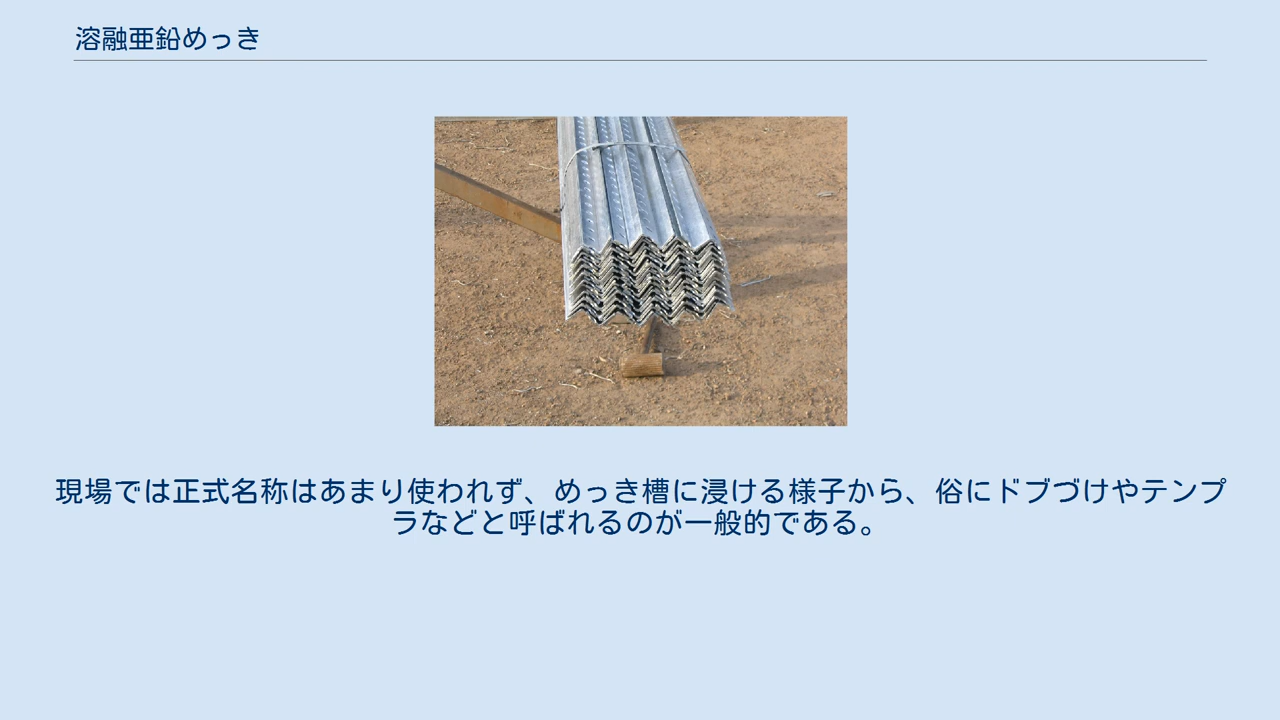 溶融亜鉛めっき
現場では正式名称はあまり使われず、めっき槽に浸ける様子から、俗にドブづけやテンプ
ラなどと呼ばれるのが一般的である。